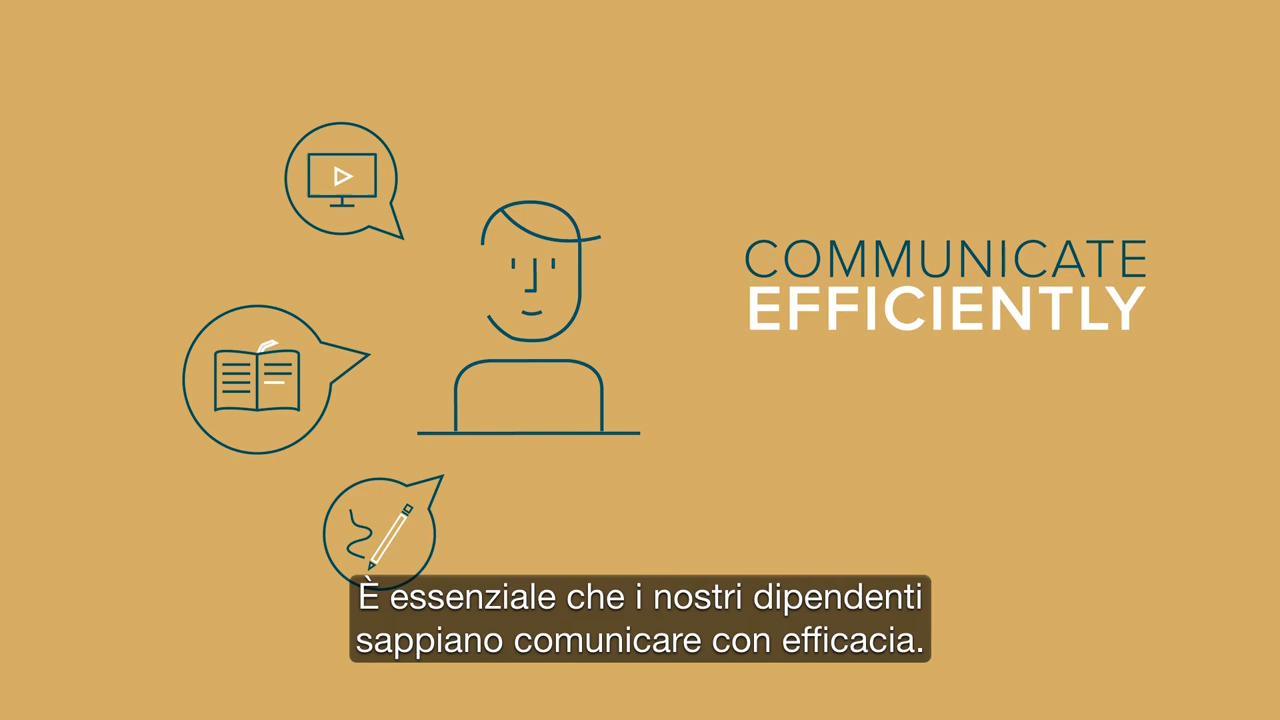 COMMUNICATE
EFFICIENTLY
È essenziale che i nostri dipendenti
sappiano comunicare con efficacia.